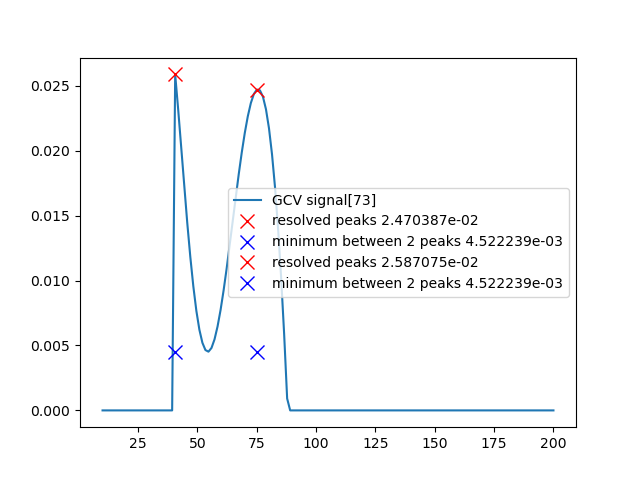 0.025
0.020
0.015
0.010
0.005
0.000
GCV signal[73]
resolved peaks 2.470387e-02
minimum between 2 peaks 4.522239e-03
resolved peaks 2.587075e-02
minimum between 2 peaks 4.522239e-03
25 50 75 100 125 150 175 200